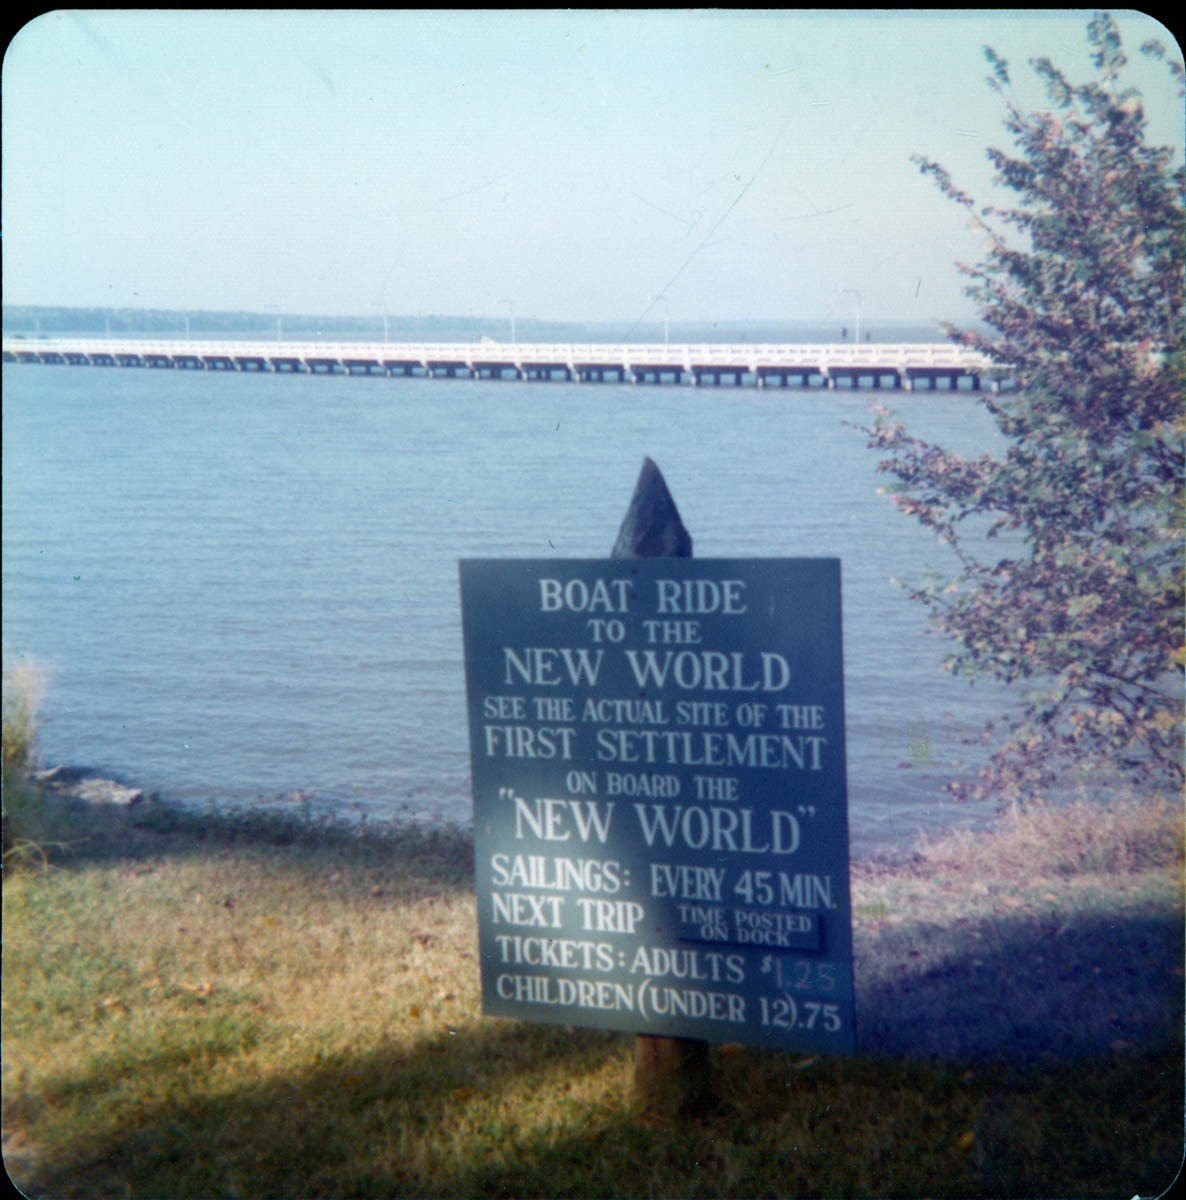 BOAT RIDE
TO THE
NEW WORLD
SEE THE ACTUAL SITE OF THE
FIRST SETTLEMENT
ON BOARD THE
"NEW WORLD"
SAILINGS: EVERY 45 MIN.
NEXT TRIP TIME POSTED
ON DOCK
TICKETS: ADULTS $1.25
CHILDREN (UNDER 12) .75